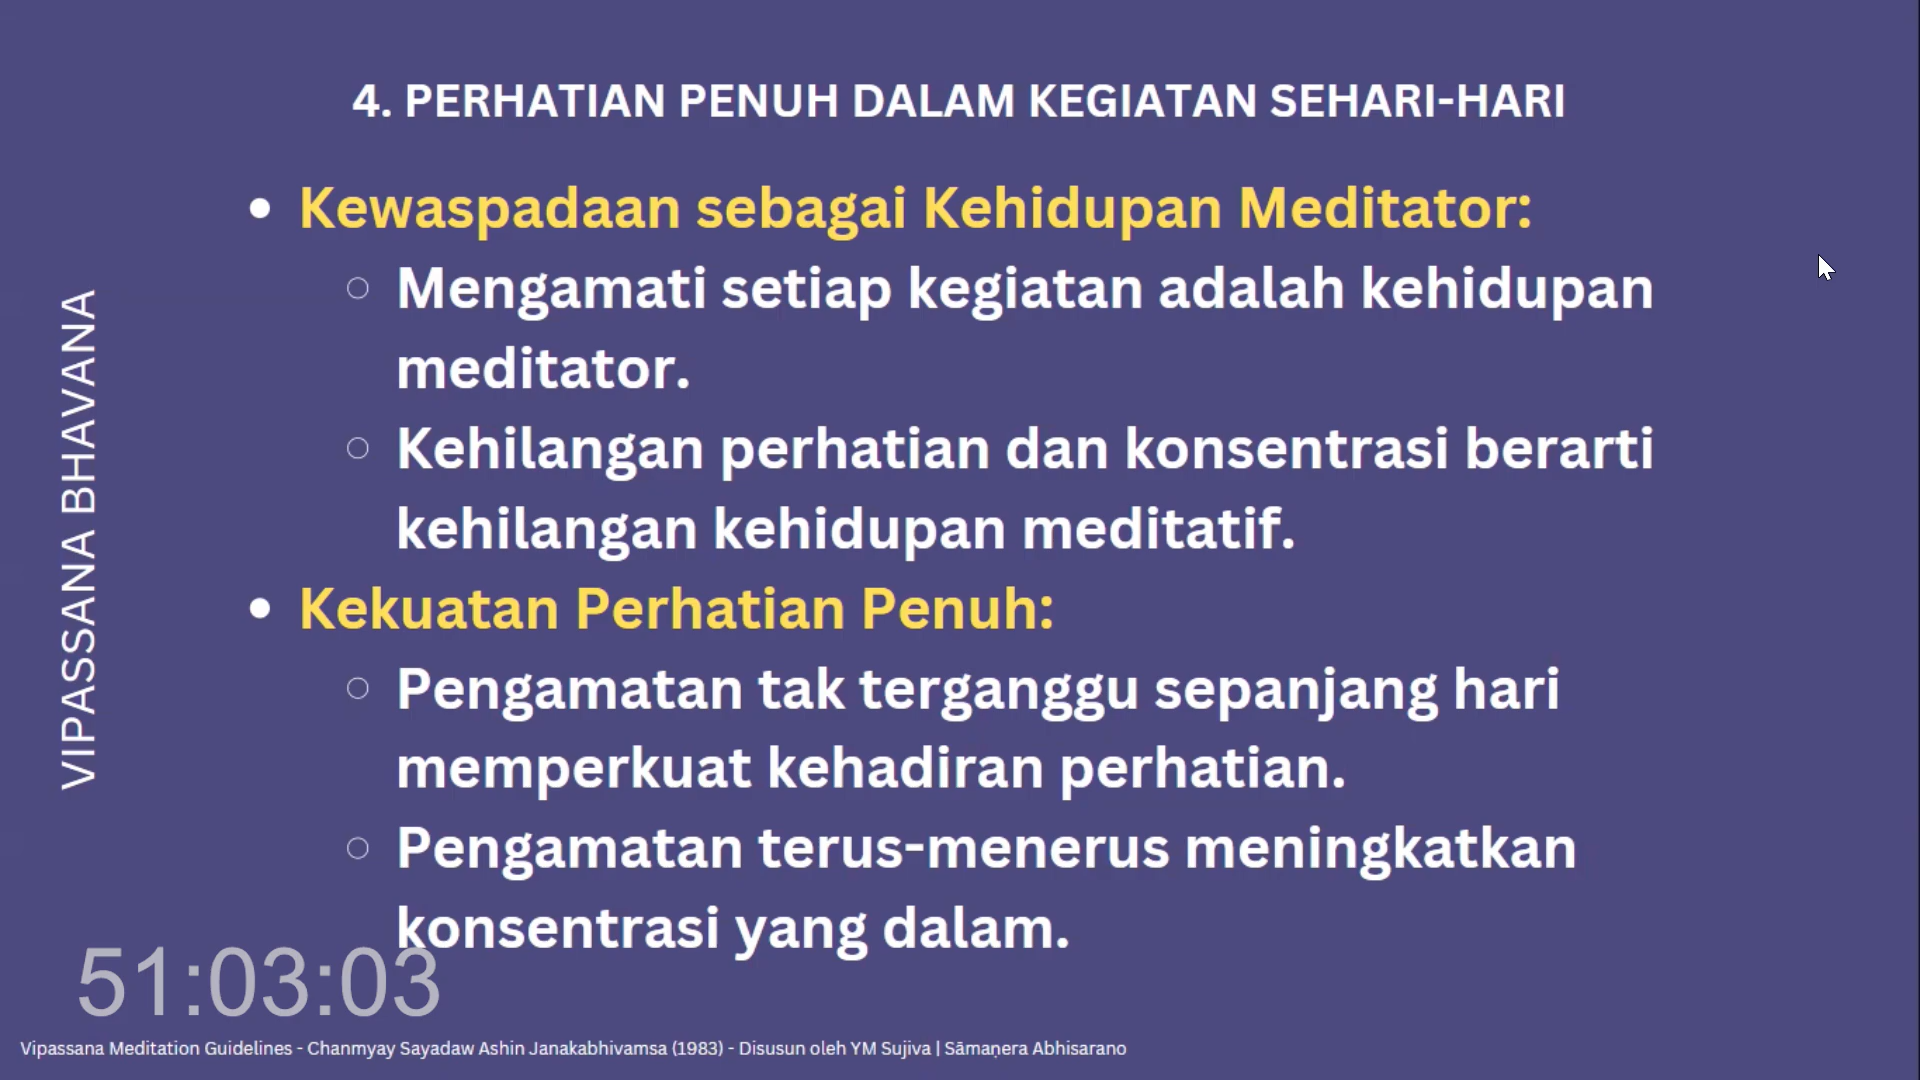 4. PERHATIAN PENUH DALAM KEGIATAN SEHARI-HARI
VIPASSANA BHAVANA
• Kewaspadaan sebagai Kehidupan Meditator:
○ Mengamati setiap kegiatan adalah kehidupan
meditator.
○ Kehilangan perhatian dan konsentrasi berarti
kehilangan kehidupan meditatif.
• Kekuatan Perhatian Penuh:
○ Pengamatan tak terganggu sepanjang hari
memperkuat kehadiran perhatian.
○ Pengamatan terus-menerus meningkatkan
konsentrasi yang dalam.
51:03:03
Vipassana Meditation Guidelines - Chanmyay Sayadaw Ashin Janakabhivamsa (1983) - Disusun oleh YM Sujiva | Sāmaṇera Abhisarano